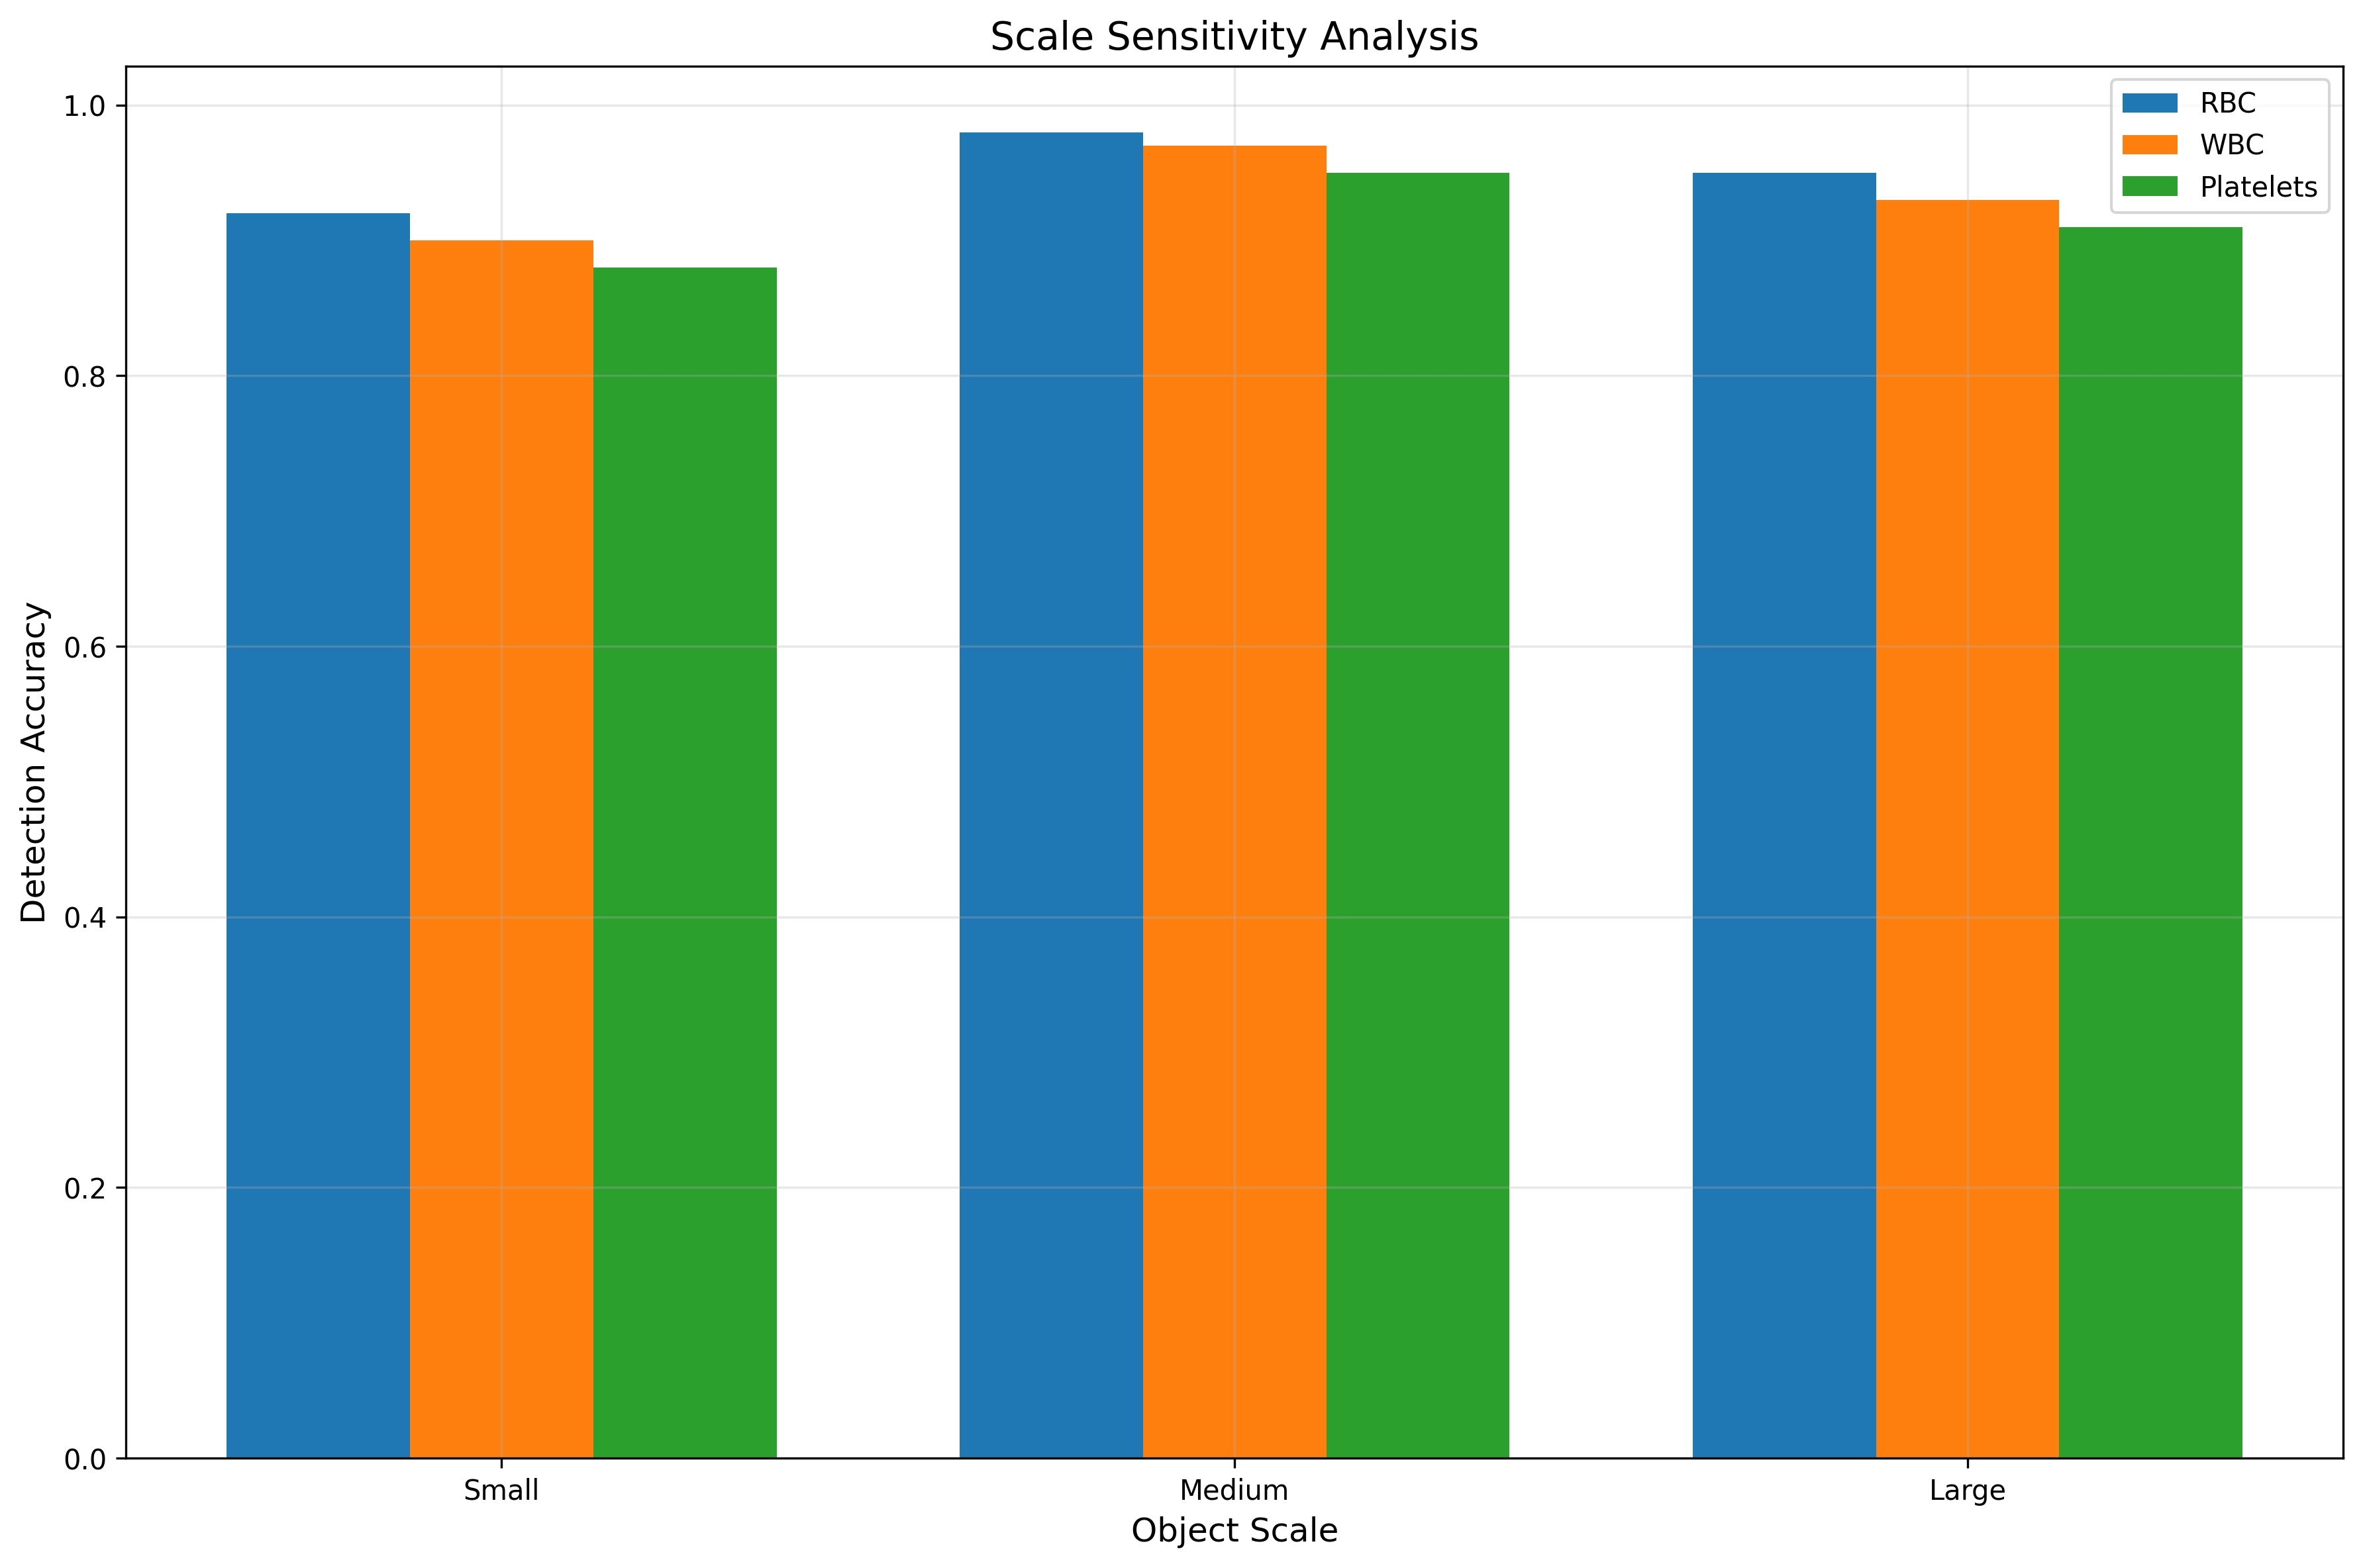 Scale Sensitivity Analysis
RBC
WBC
Platelets
Detection Accuracy
1.0
0.8
0.6
0.4
0.2
0.0
Small Medium Large
Object Scale